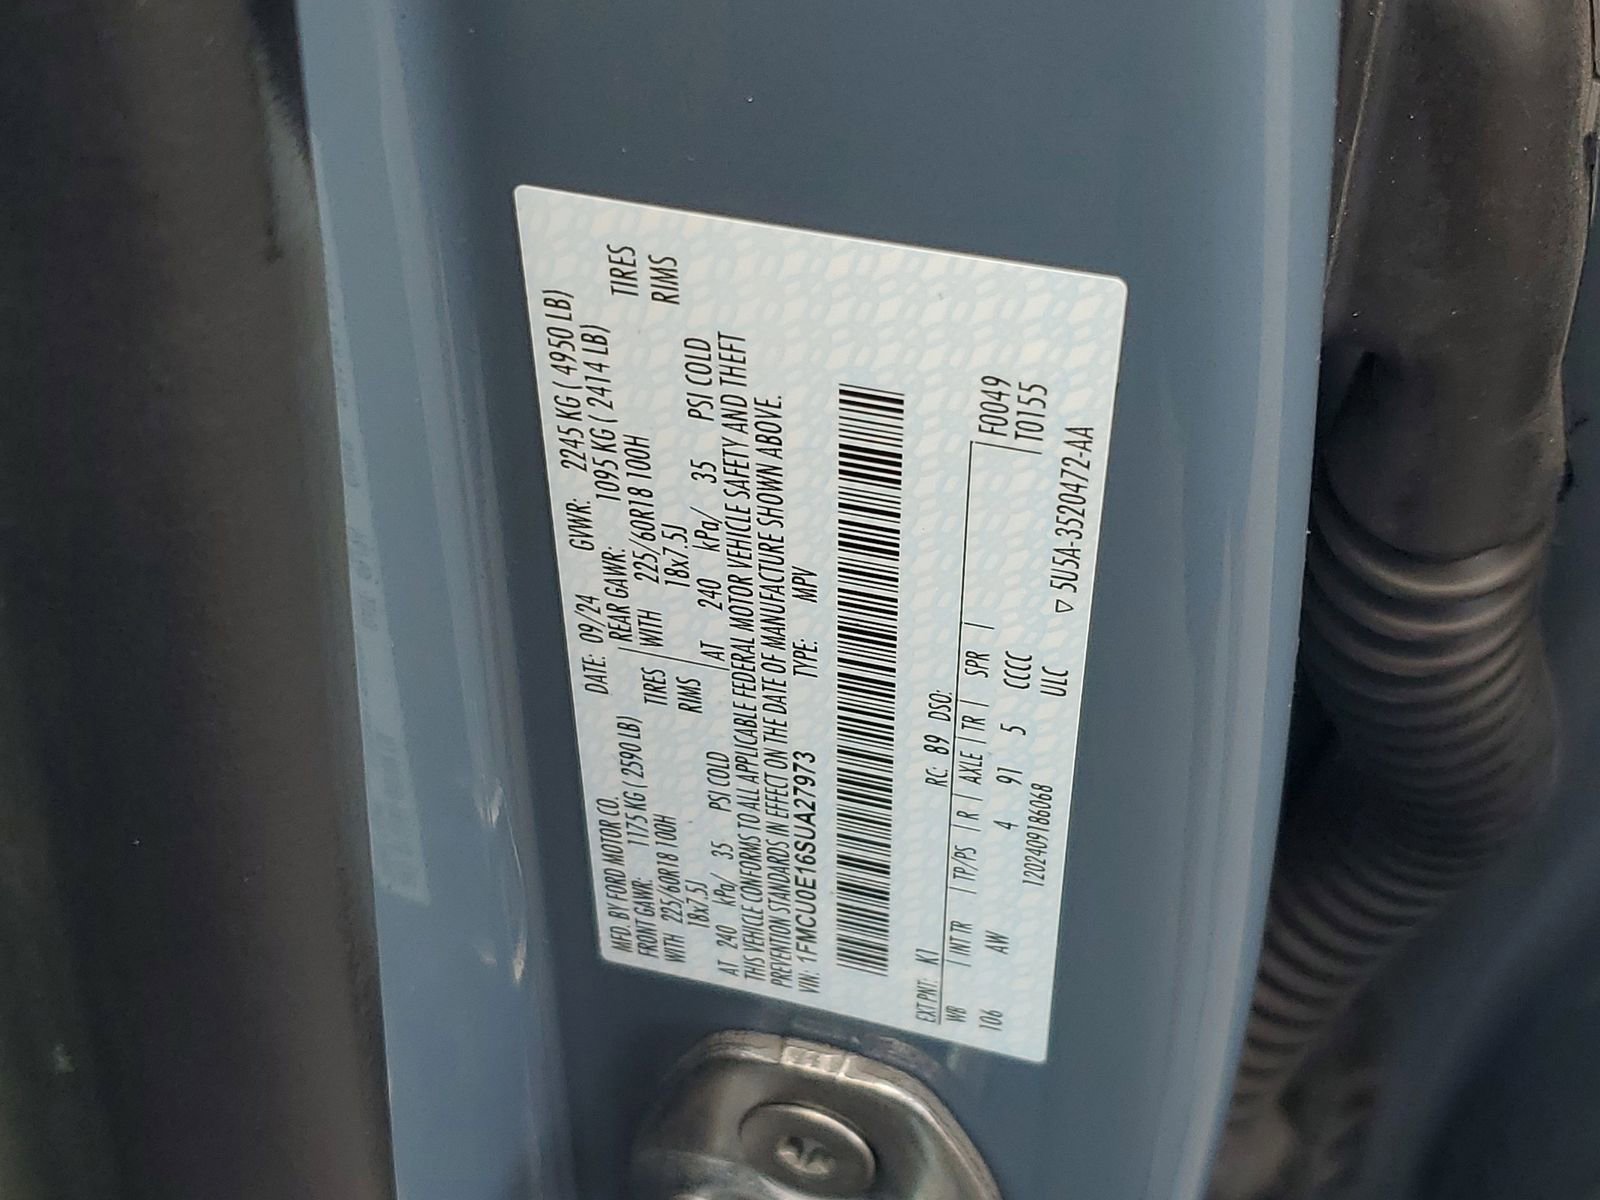 MFD. BY FORD MOTOR CO.
DATE: 09/24 GVWR: 2245 KG ( 4950 LB)
FRONT GAWR: 1175 KG ( 2590 LB)
REAR GAWR: 1095 KG ( 2414 LB)
WITH 225/60R18 100H TIRES
WITH 225/60R18 100H TIRES
18x7.5J RIMS
18x7.5J RIMS
AT 240 kPa/ 35 PSI COLD
AT 240 kPa/ 35 PSI COLD
THIS VEHICLE CONFORMS TO ALL APPLICABLE FEDERAL MOTOR VEHICLE SAFETY AND THEFT
PREVENTION STANDARDS IN EFFECT ON THE DATE OF MANUFACTURE SHOWN ABOVE.
VIN: 1FMCU0E16SUA27973 TYPE: MPV
EXT PNT: K1 RC: 89 DSO: F0049
WB | INT TR | TP/PS | R | AXLE | TR | SPR | T0155
106 AW 4 91 5 CCCC
1202409186068 ULC ▽ 5U5A-3520472-AA